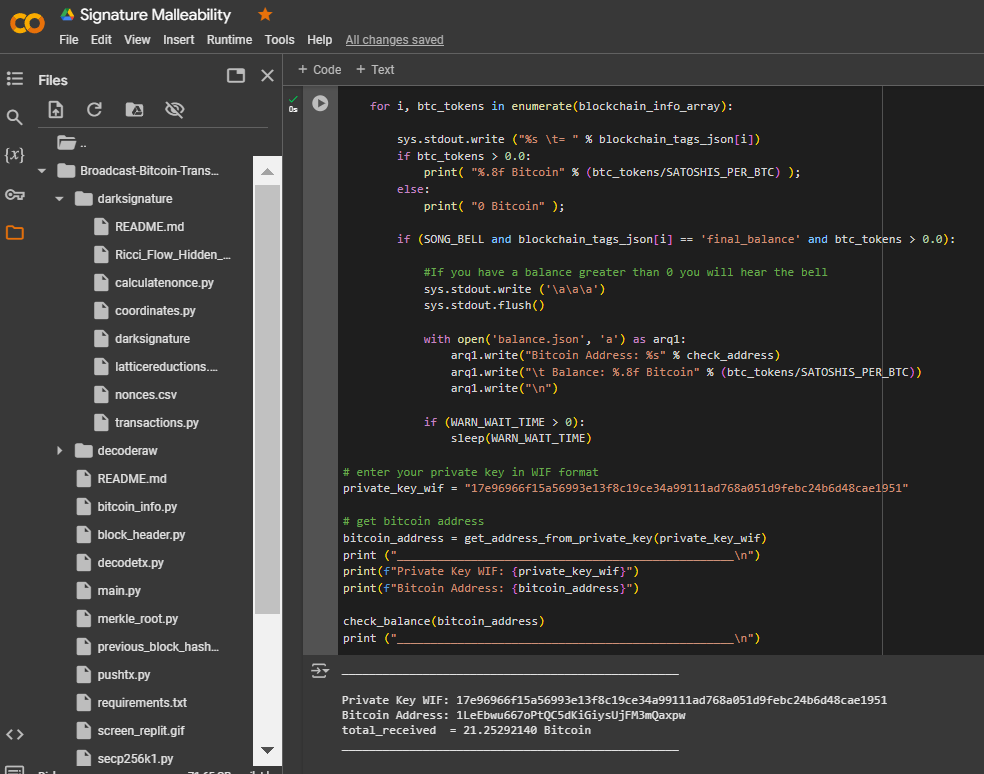 Signature Malleability
File Edit View Insert Runtime Tools Help All changes saved
Files
+ Code + Text
..
Broadcast-Bitcoin-Trans...
darksignature
README.md
Ricci_Flow_Hidden_...
calculatenonce.py
coordinates.py
darksignature
latticereductions....
nonces.csv
transactions.py
decoderaw
README.md
bitcoin_info.py
block_header.py
decodetx.py
main.py
merkle_root.py
previous_block_hash...
pushtx.py
requirements.txt
screen_replit.gif
secp256k1.py
{x}
<>
0s
for i, btc_tokens in enumerate(blockchain_info_array):
sys.stdout.write ("%s \t= " % blockchain_tags_json[i])
if btc_tokens > 0.0:
print( "%.8f Bitcoin" % (btc_tokens/SATOSHIS_PER_BTC) );
else:
print( "0 Bitcoin" );
if (SONG_BELL and blockchain_tags_json[i] == 'final_balance' and btc_tokens > 0.0):
#If you have a balance greater than 0 you will hear the bell
sys.stdout.write ('\a\a\a')
sys.stdout.flush()
with open('balance.json', 'a') as arq1:
arq1.write("Bitcoin Address: %s" % check_address)
arq1.write("\t Balance: %.8f Bitcoin" % (btc_tokens/SATOSHIS_PER_BTC))
arq1.write("\n")
if (WARN_WAIT_TIME > 0):
sleep(WARN_WAIT_TIME)
# enter your private key in WIF format
private_key_wif = "17e96966f15a56993e13f8c19ce34a99111ad768a051d9febc24b6d48cae1951"
# get bitcoin address
bitcoin_address = get_address_from_private_key(private_key_wif)
print ("__________________________________________________\n")
print(f"Private Key WIF: {private_key_wif}")
print(f"Bitcoin Address: {bitcoin_address}")
check_balance(bitcoin_address)
print ("__________________________________________________\n")
__________________________________________________
Private Key WIF: 17e96966f15a56993e13f8c19ce34a99111ad768a051d9febc24b6d48cae1951
Bitcoin Address: 1LeEbwu667oPtQC5dKiGiysUjFM3mQaxpw
total_received = 21.25292140 Bitcoin
__________________________________________________